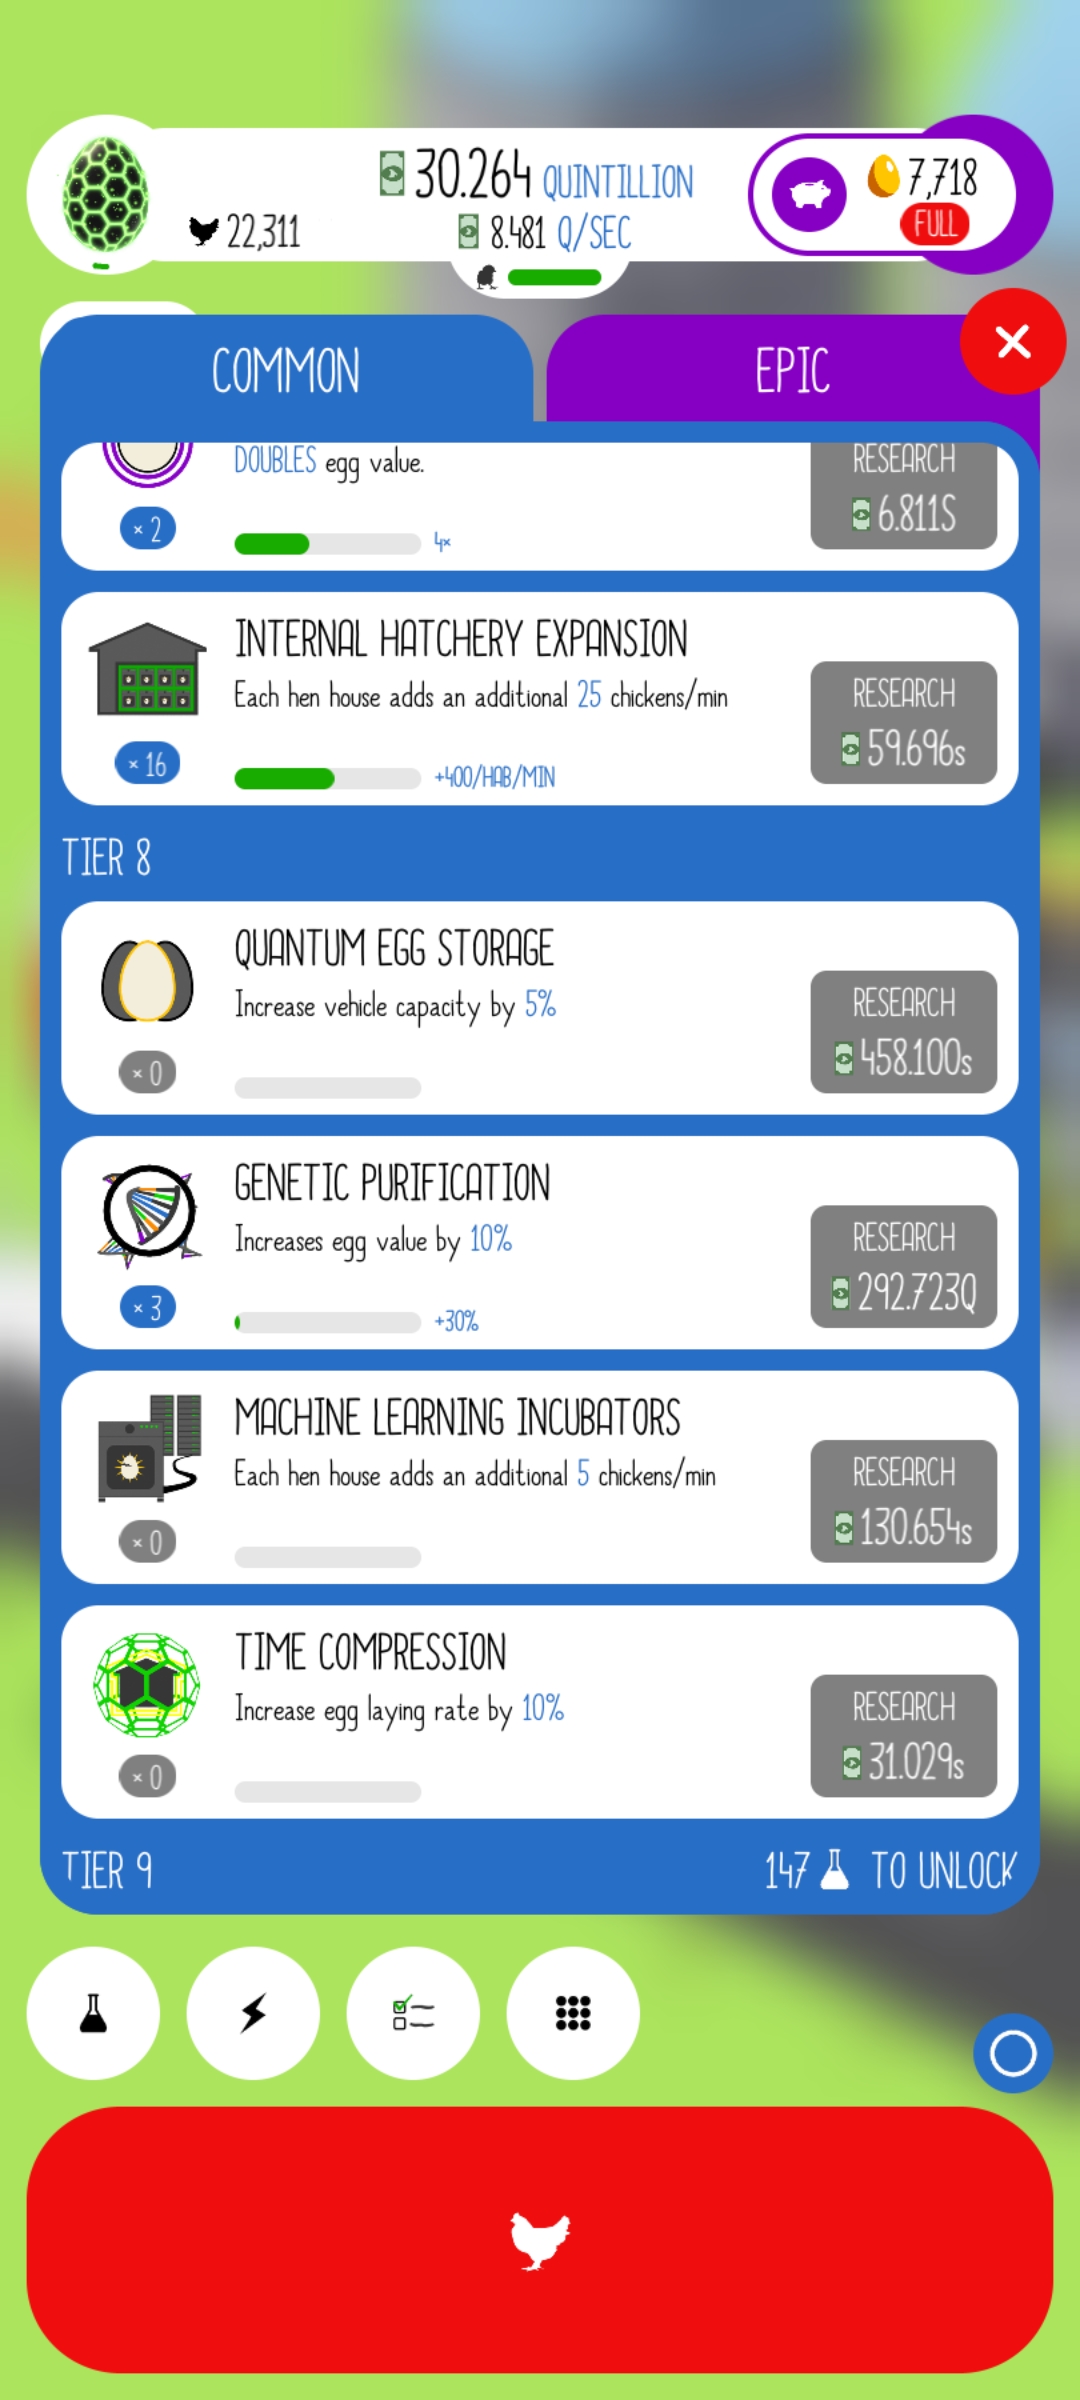 30.264 QUINTILLION
7,718
22,311
8.481 Q/SEC
FULL
COMMON
EPIC
DOUBLES egg value.
RESEARCH
6.811S
× 2
4×
INTERNAL HATCHERY EXPANSION
Each hen house adds an additional 25 chickens/min
RESEARCH
59.696s
× 16
+400/HAB/MIN
TIER 8
QUANTUM EGG STORAGE
Increase vehicle capacity by 5%
RESEARCH
458.100s
× 0
GENETIC PURIFICATION
Increases egg value by 10%
RESEARCH
292.723Q
× 3
+30%
MACHINE LEARNING INCUBATORS
Each hen house adds an additional 5 chickens/min
RESEARCH
130.654s
× 0
TIME COMPRESSION
Increase egg laying rate by 10%
RESEARCH
31.029s
× 0
TIER 9
147 TO UNLOCK